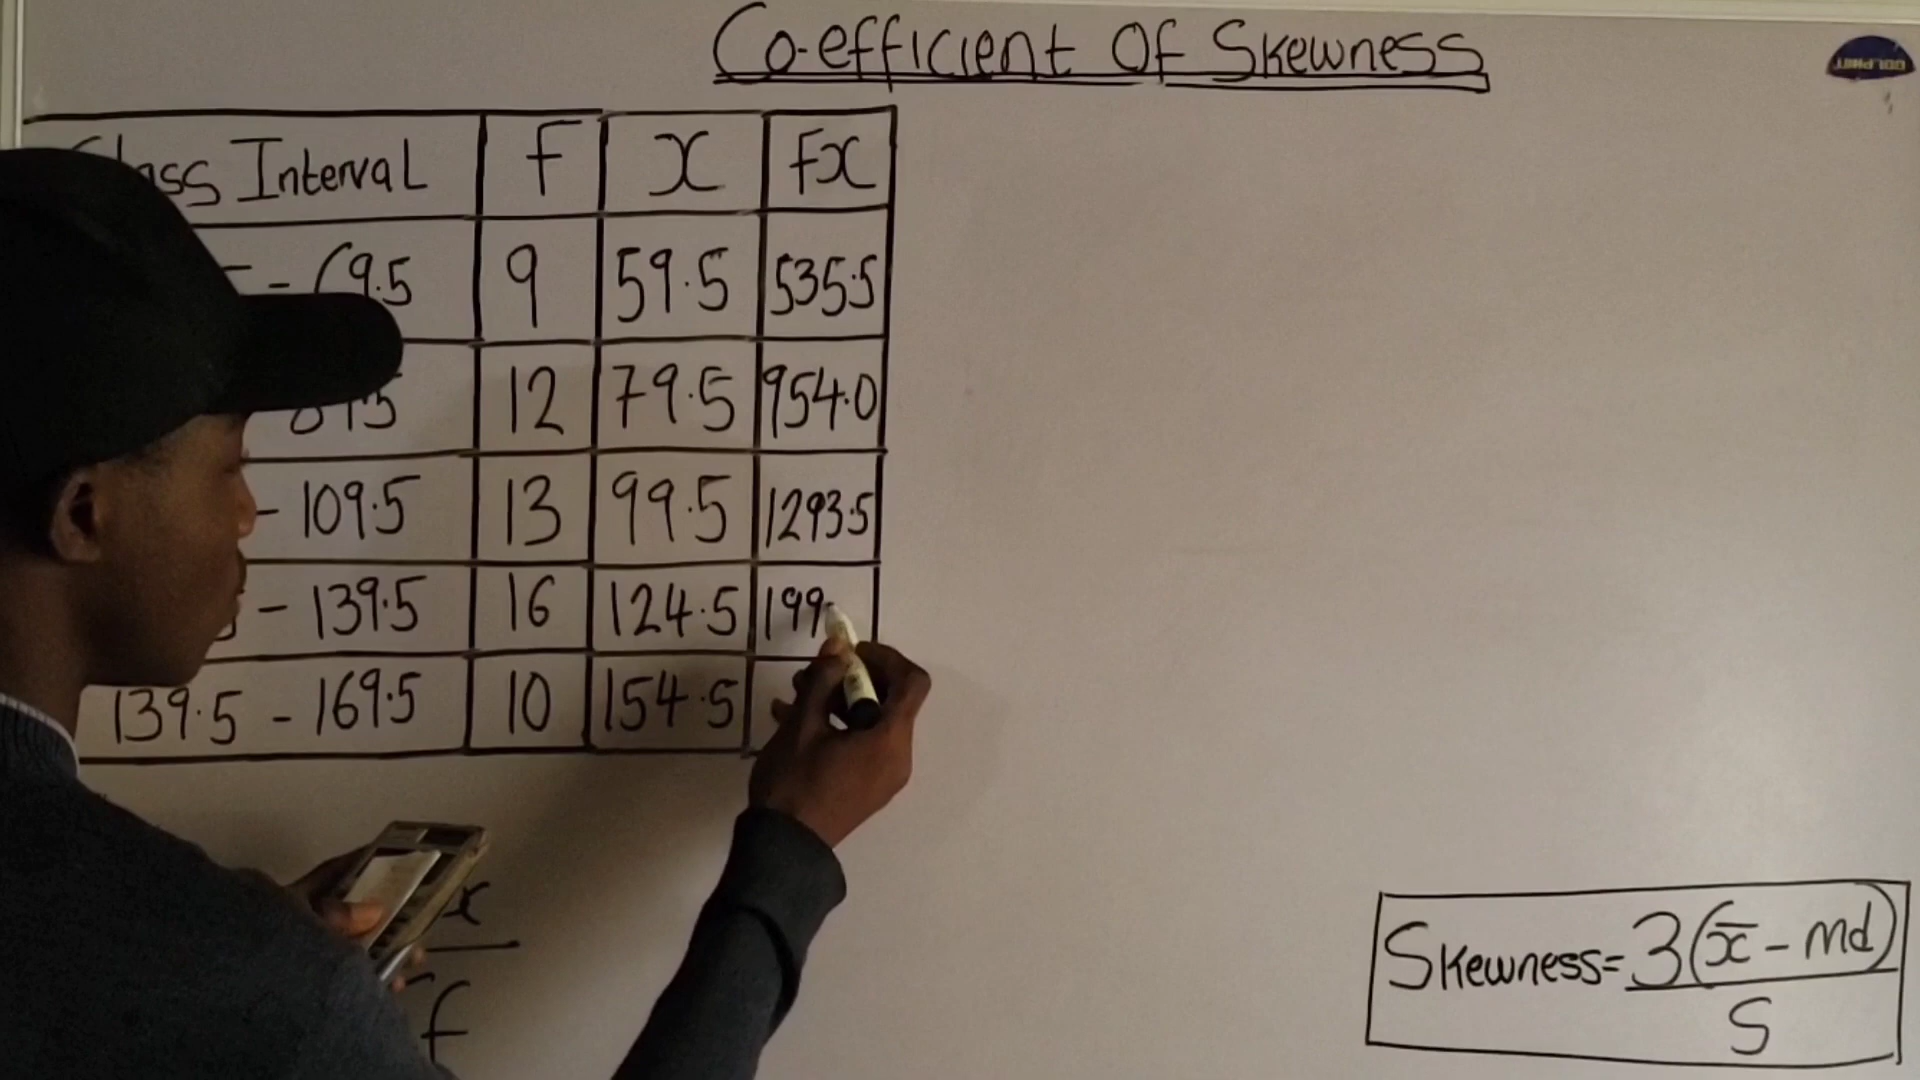 Co-efficient Of Skewness
Class Interval F X FX
- 69.5 9 59.5 535.5
12 79.5 954.0
- 109.5 13 99.5 1293.5
- 139.5 16 124.5 199
139.5 - 169.5 10 154.5
x
f
Skewness= 3(x̄ - md)
S